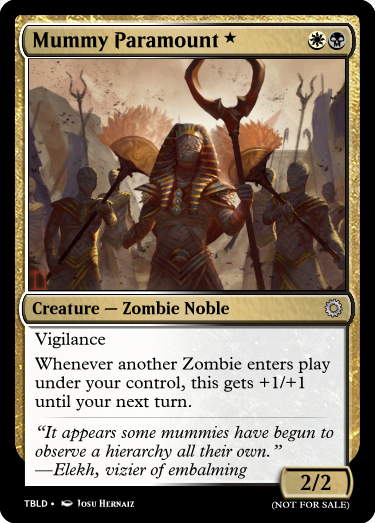 Mummy Paramount ★
Creature — Zombie Noble
Vigilance
Whenever another Zombie enters play
under your control, this gets +1/+1
until your next turn.
“It appears some mummies have begun to
observe a hierarchy all their own.”
—Elekh, vizier of embalming
2/2
TBLD • Josu Hernaiz
(NOT FOR SALE)